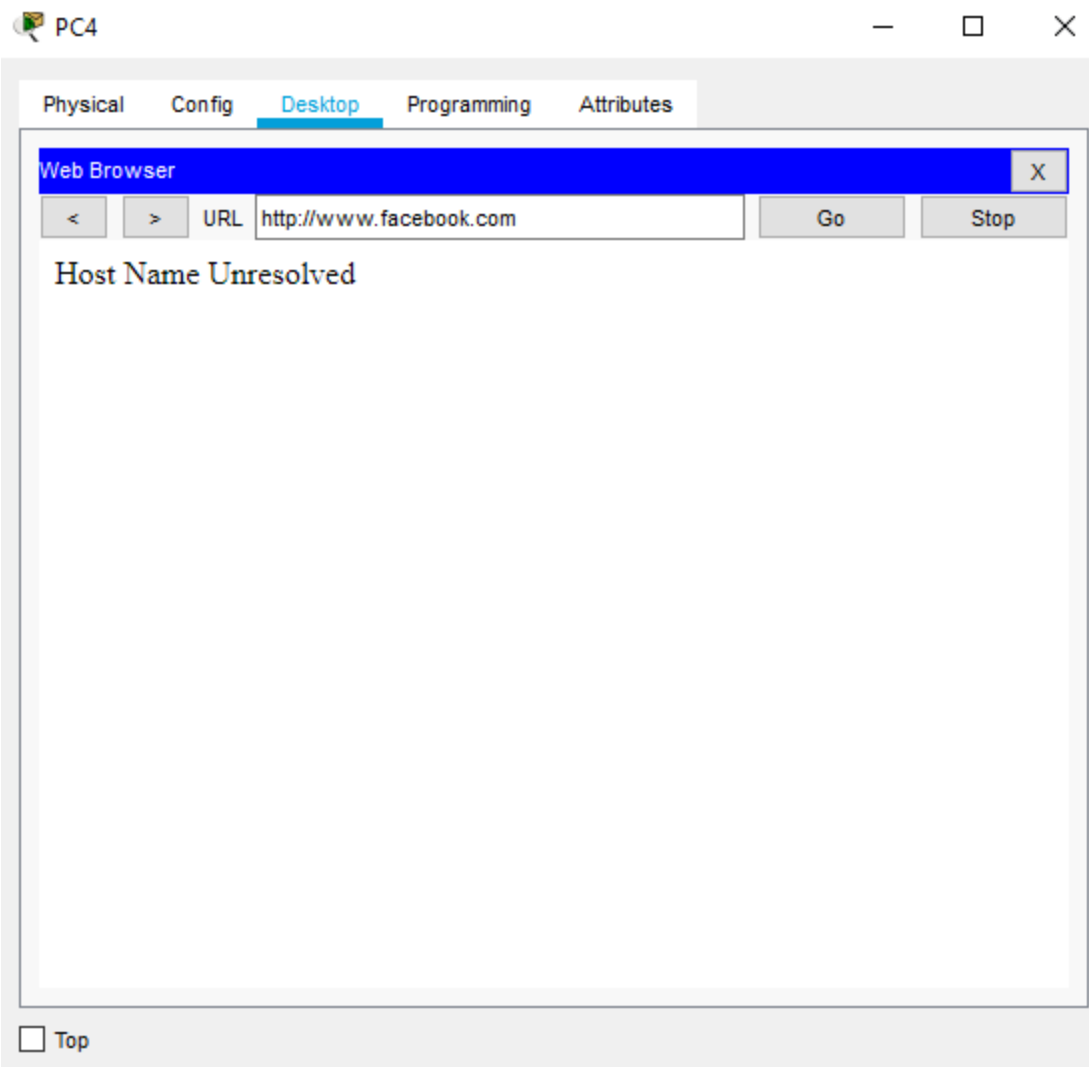 PC4
Physical Config Desktop Programming Attributes
Web Browser X
< > URL http://www.facebook.com Go Stop
Host Name Unresolved
Top